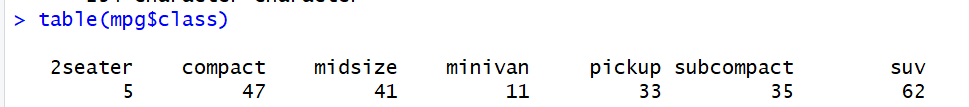 > table(mpg$class)
2seater compact midsize minivan pickup subcompact suv
5 47 41 11 33 35 62